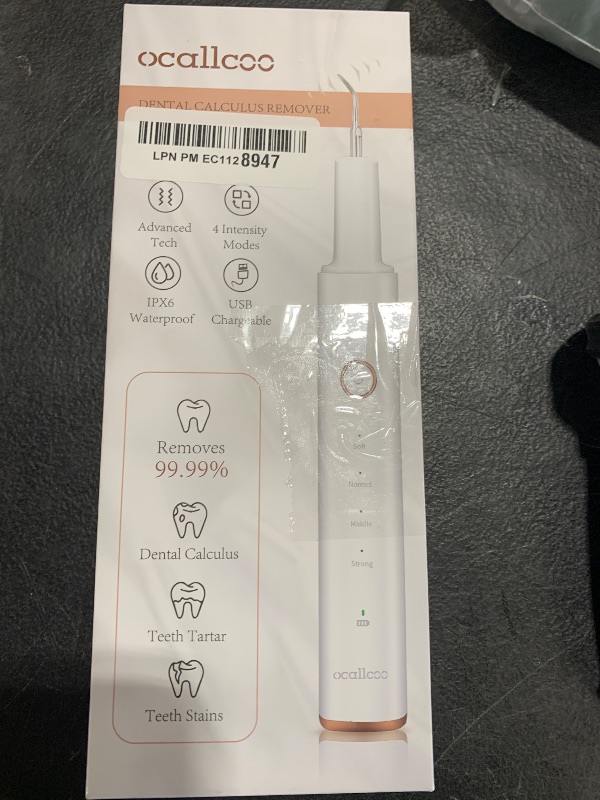 ocallcoo
DENTAL CALCULUS REMOVER
LPN PM EC1128947
Advanced
Tech
4 Intensity
Modes
IPX6
Waterproof
USB
Chargeable
Removes
99.99%
Dental Calculus
Teeth Tartar
Teeth Stains
Soft
Normal
Middle
Strong
ocallcoo